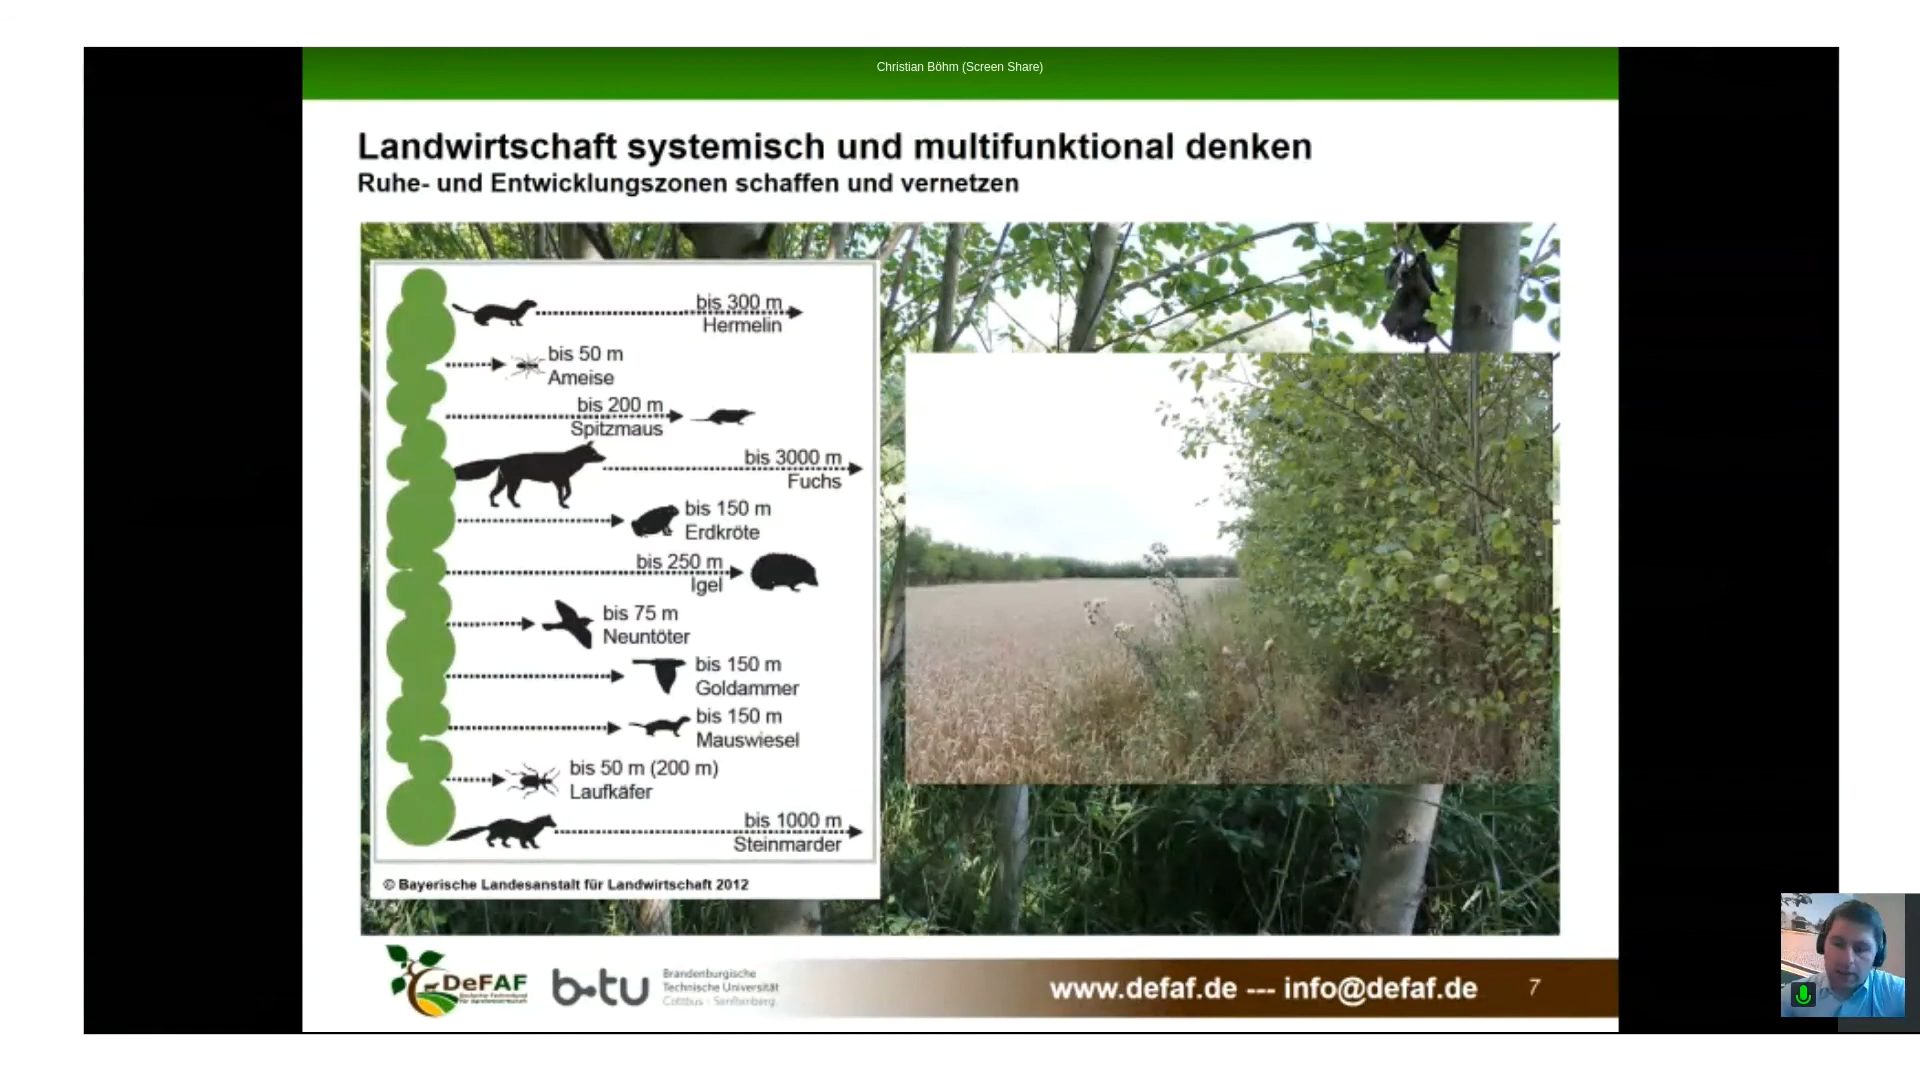 Christian Böhm (Screen Share)
Landwirtschaft systemisch und multifunktional denken
Ruhe- und Entwicklungszonen schaffen und vernetzen
bis 300 m
Hermelin
bis 50 m
Ameise
bis 200 m
Spitzmaus
bis 3000 m
Fuchs
bis 150 m
Erdkröte
bis 250 m
Igel
bis 75 m
Neuntöter
bis 150 m
Goldammer
bis 150 m
Mauswiesel
bis 50 m (200 m)
Laufkäfer
bis 1000 m
Steinmarder
© Bayerische Landesanstalt für Landwirtschaft 2012
DeFAF
b-tu
Brandenburgische
Technische Universität
Cottbus - Senftenberg
www.defaf.de --- info@defaf.de
7